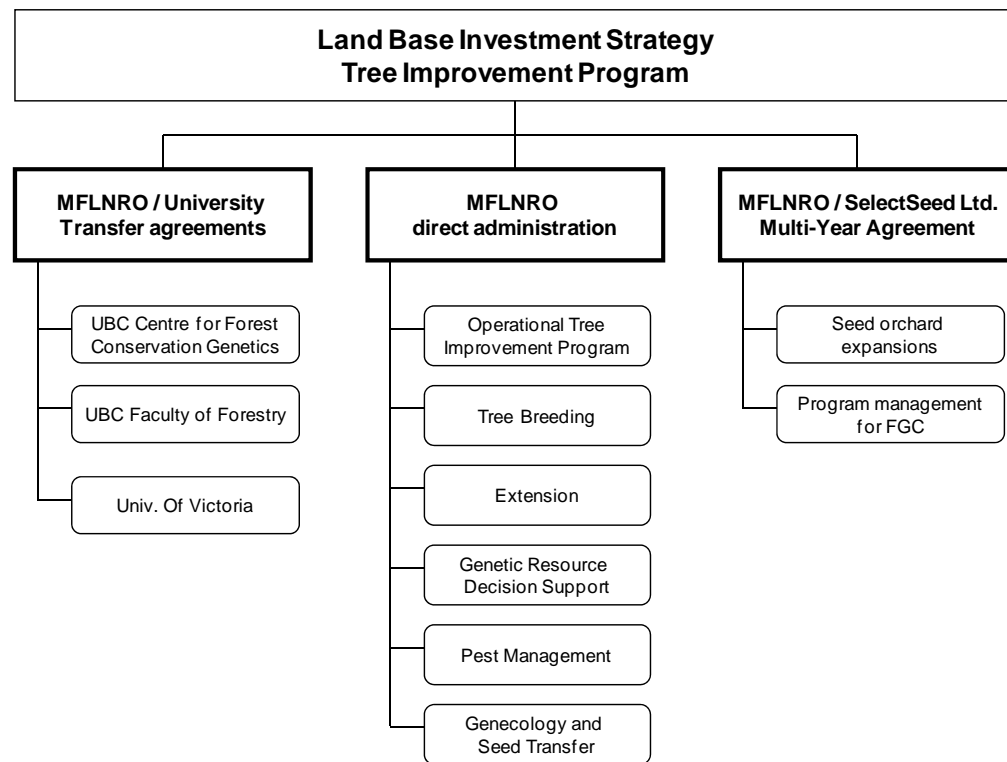 Land Base Investment Strategy
Tree Improvement Program
MFLNRO / University
Transfer agreements
UBC Centre for Forest
Conservation Genetics
UBC Faculty of Forestry
Univ. Of Victoria
MFLNRO
direct administration
Operational Tree
Improvement Program
Tree Breeding
Extension
Genetic Resource
Decision Support
Pest Management
Genecology and
Seed Transfer
MFLNRO / SelectSeed Ltd.
Multi-Year Agreement
Seed orchard
expansions
Program management
for FGC